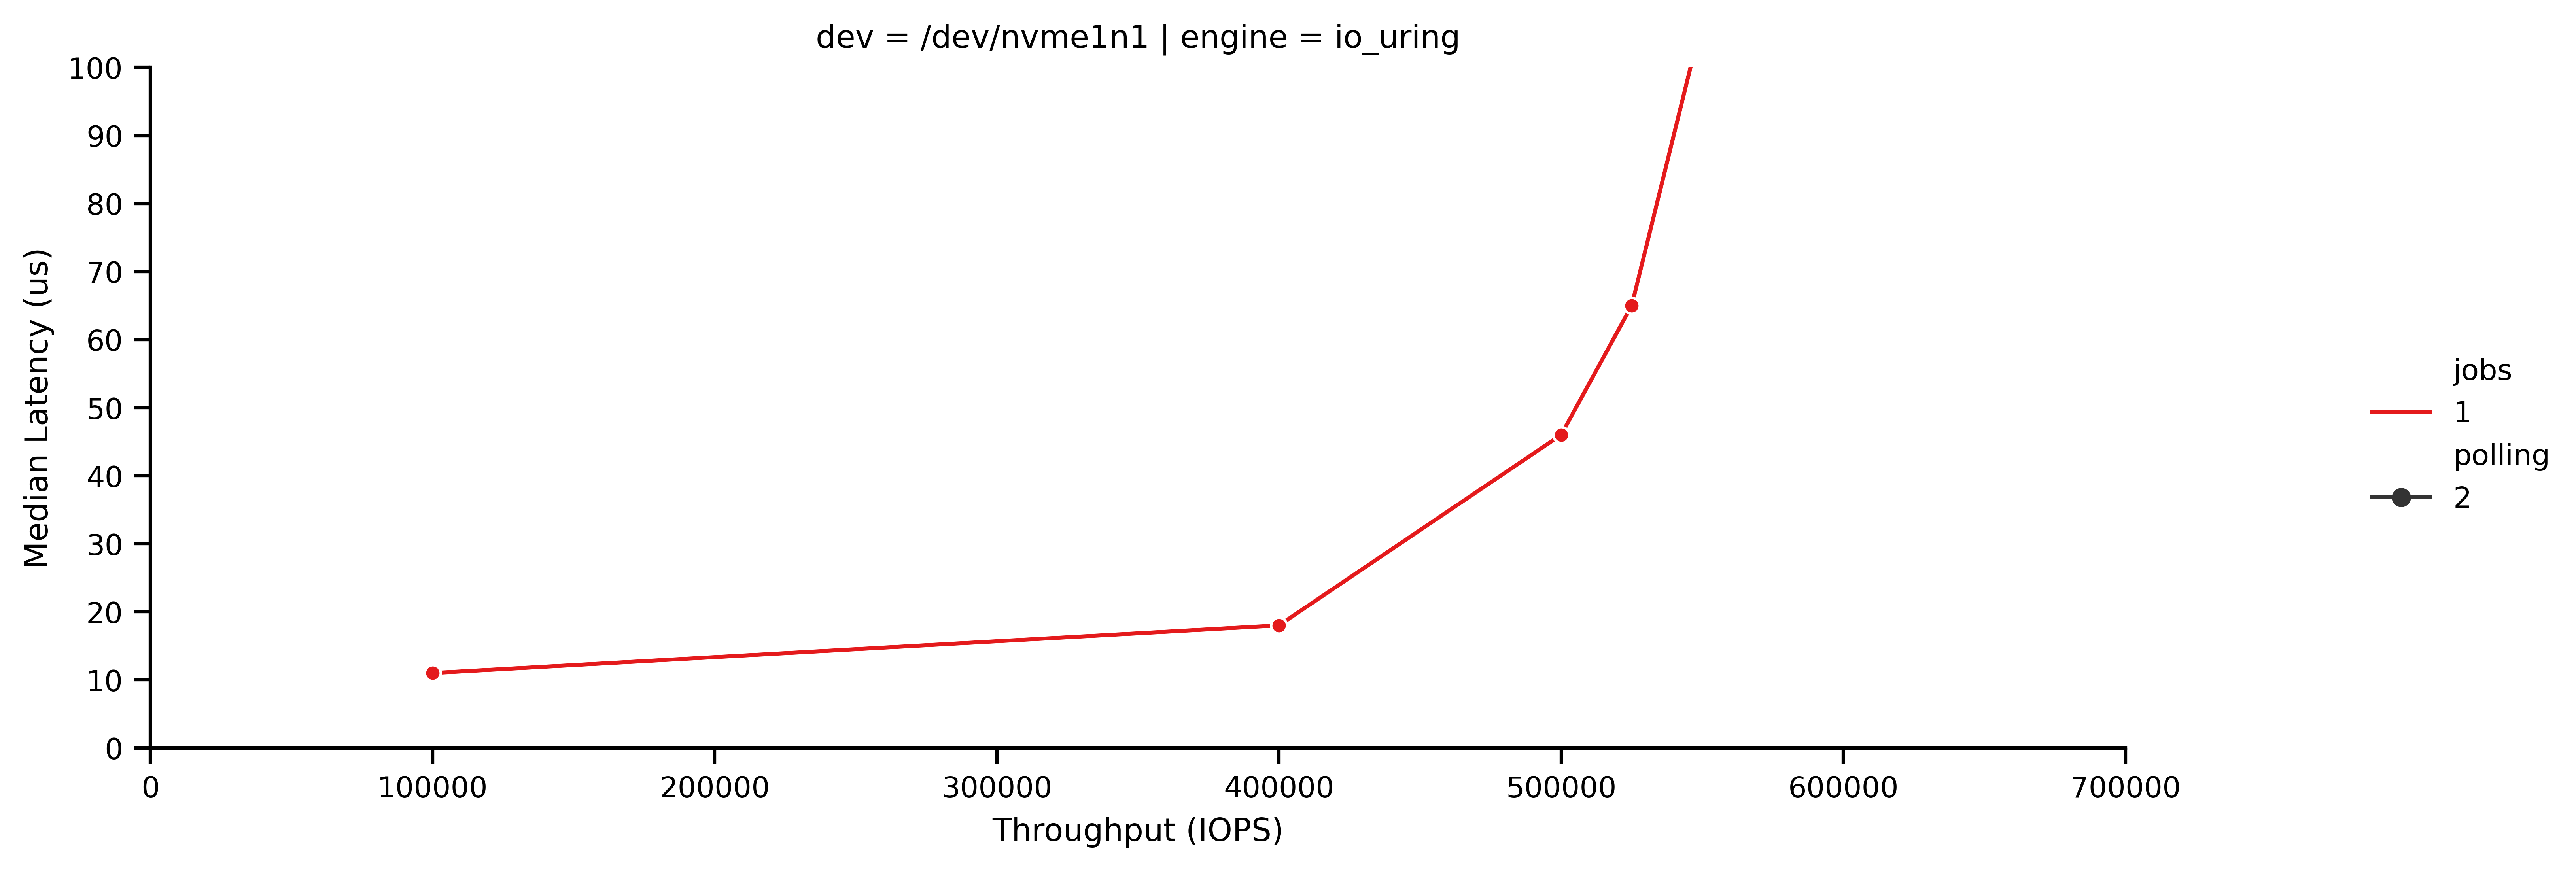 dev = /dev/nvme1n1 | engine = io_uring
100
90
80
70
60
50
40
30
20
10
0
Median Latency (us)
0 100000 200000 300000 400000 500000 600000 700000
Throughput (IOPS)
jobs
1
polling
2